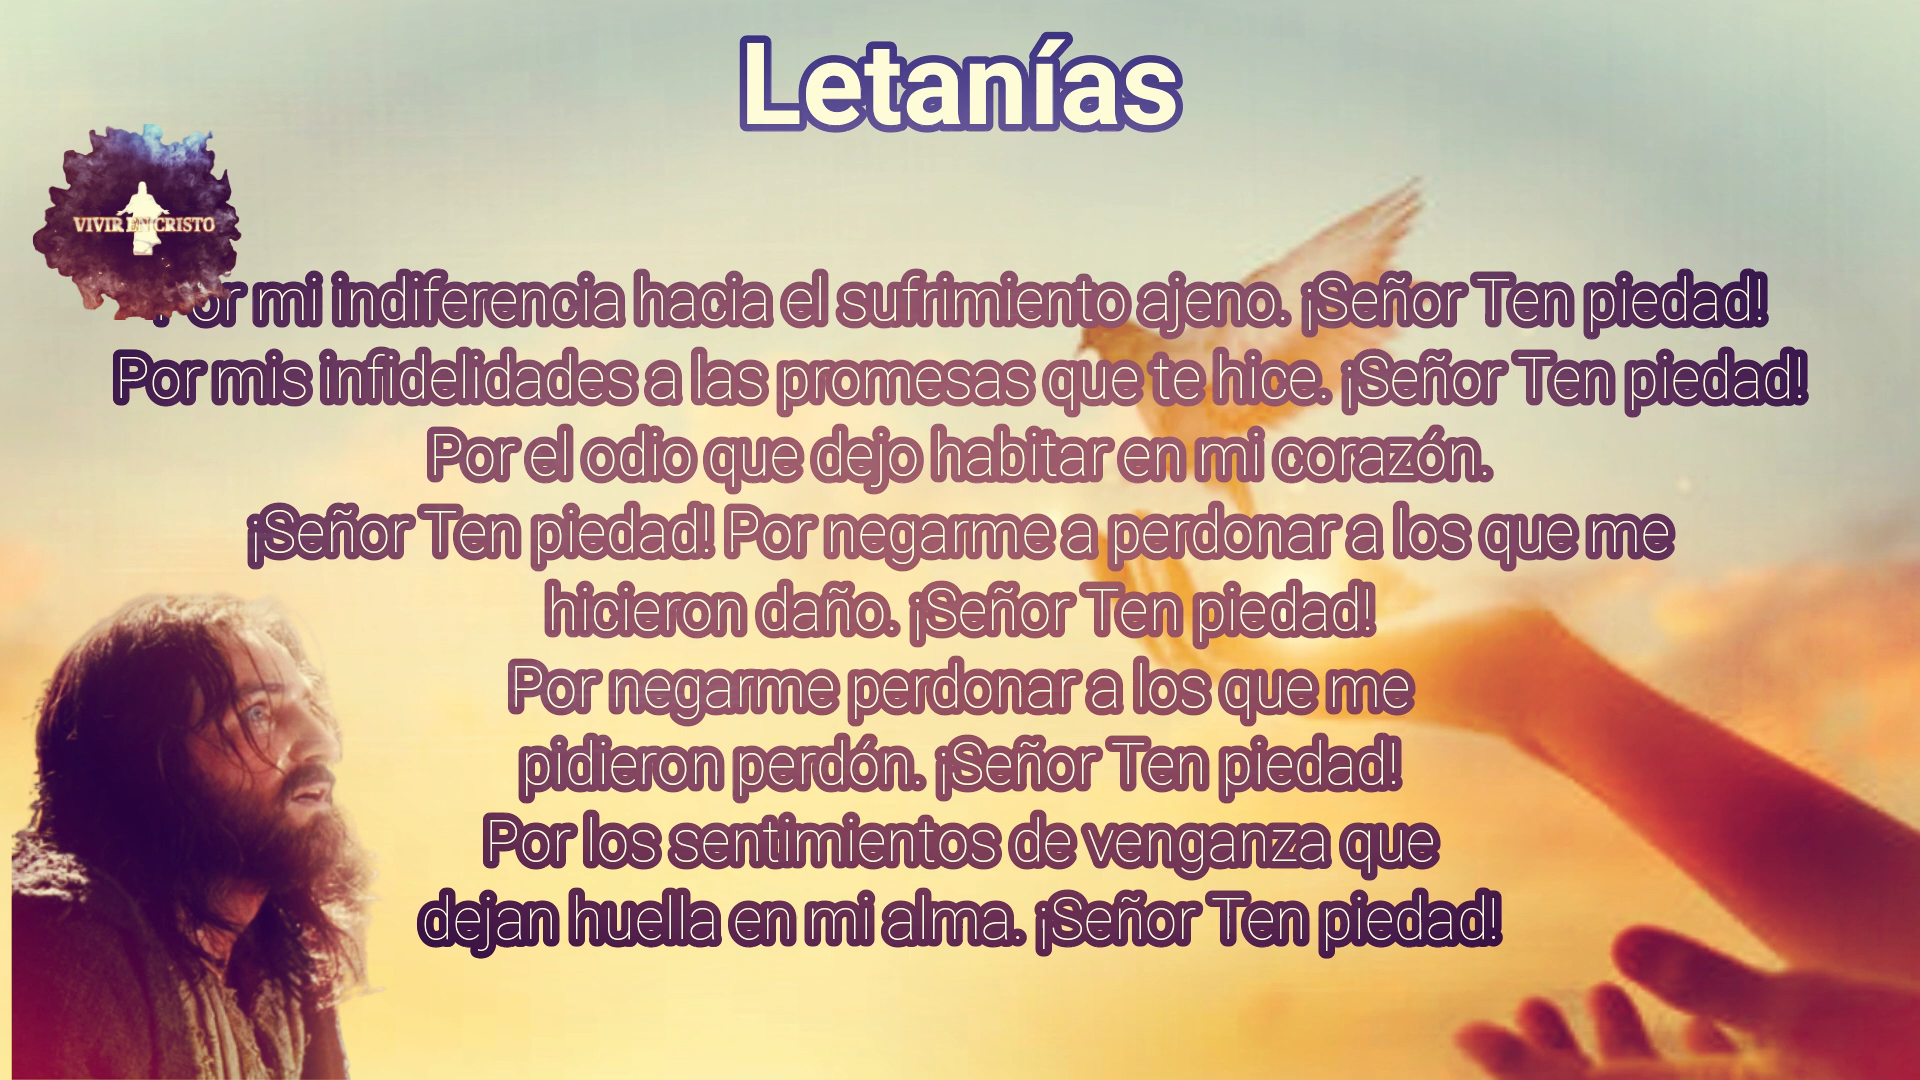 Letanías
VIVIR EN CRISTO
Por mi indiferencia hacia el sufrimiento ajeno. ¡Señor Ten piedad!
Por mis infidelidades a las promesas que te hice. ¡Señor Ten piedad!
Por el odio que dejo habitar en mi corazón.
¡Señor Ten piedad! Por negarme a perdonar a los que me
hicieron daño. ¡Señor Ten piedad!
Por negarme perdonar a los que me
pidieron perdón. ¡Señor Ten piedad!
Por los sentimientos de venganza que
dejan huella en mi alma. ¡Señor Ten piedad!